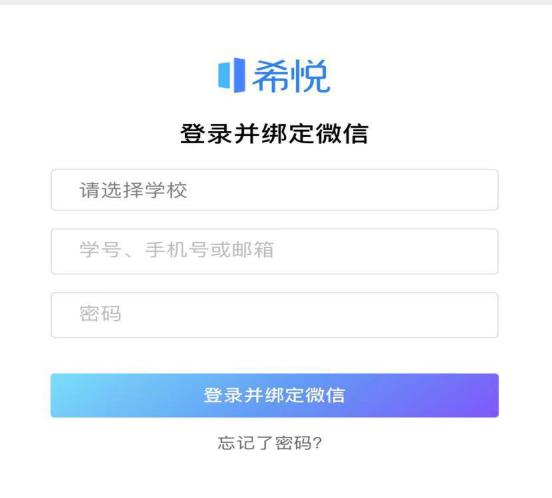 希悦
登录并绑定微信
请选择学校
学号、手机号或邮箱
密码
登录并绑定微信
忘记了密码?